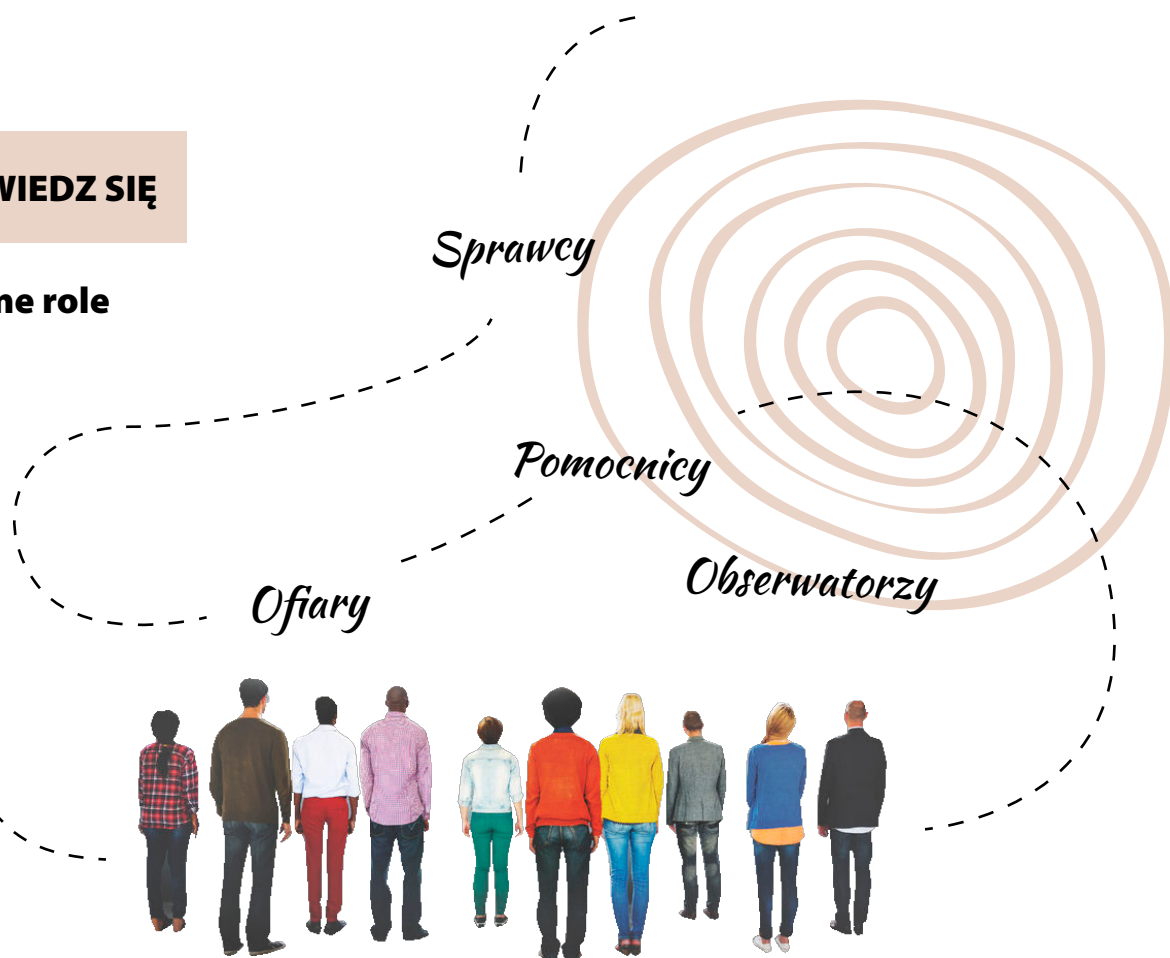 WIEDZ SIĘ
ne role
Sprawcy
Pomocnicy
Obserwatorzy
Ofiary